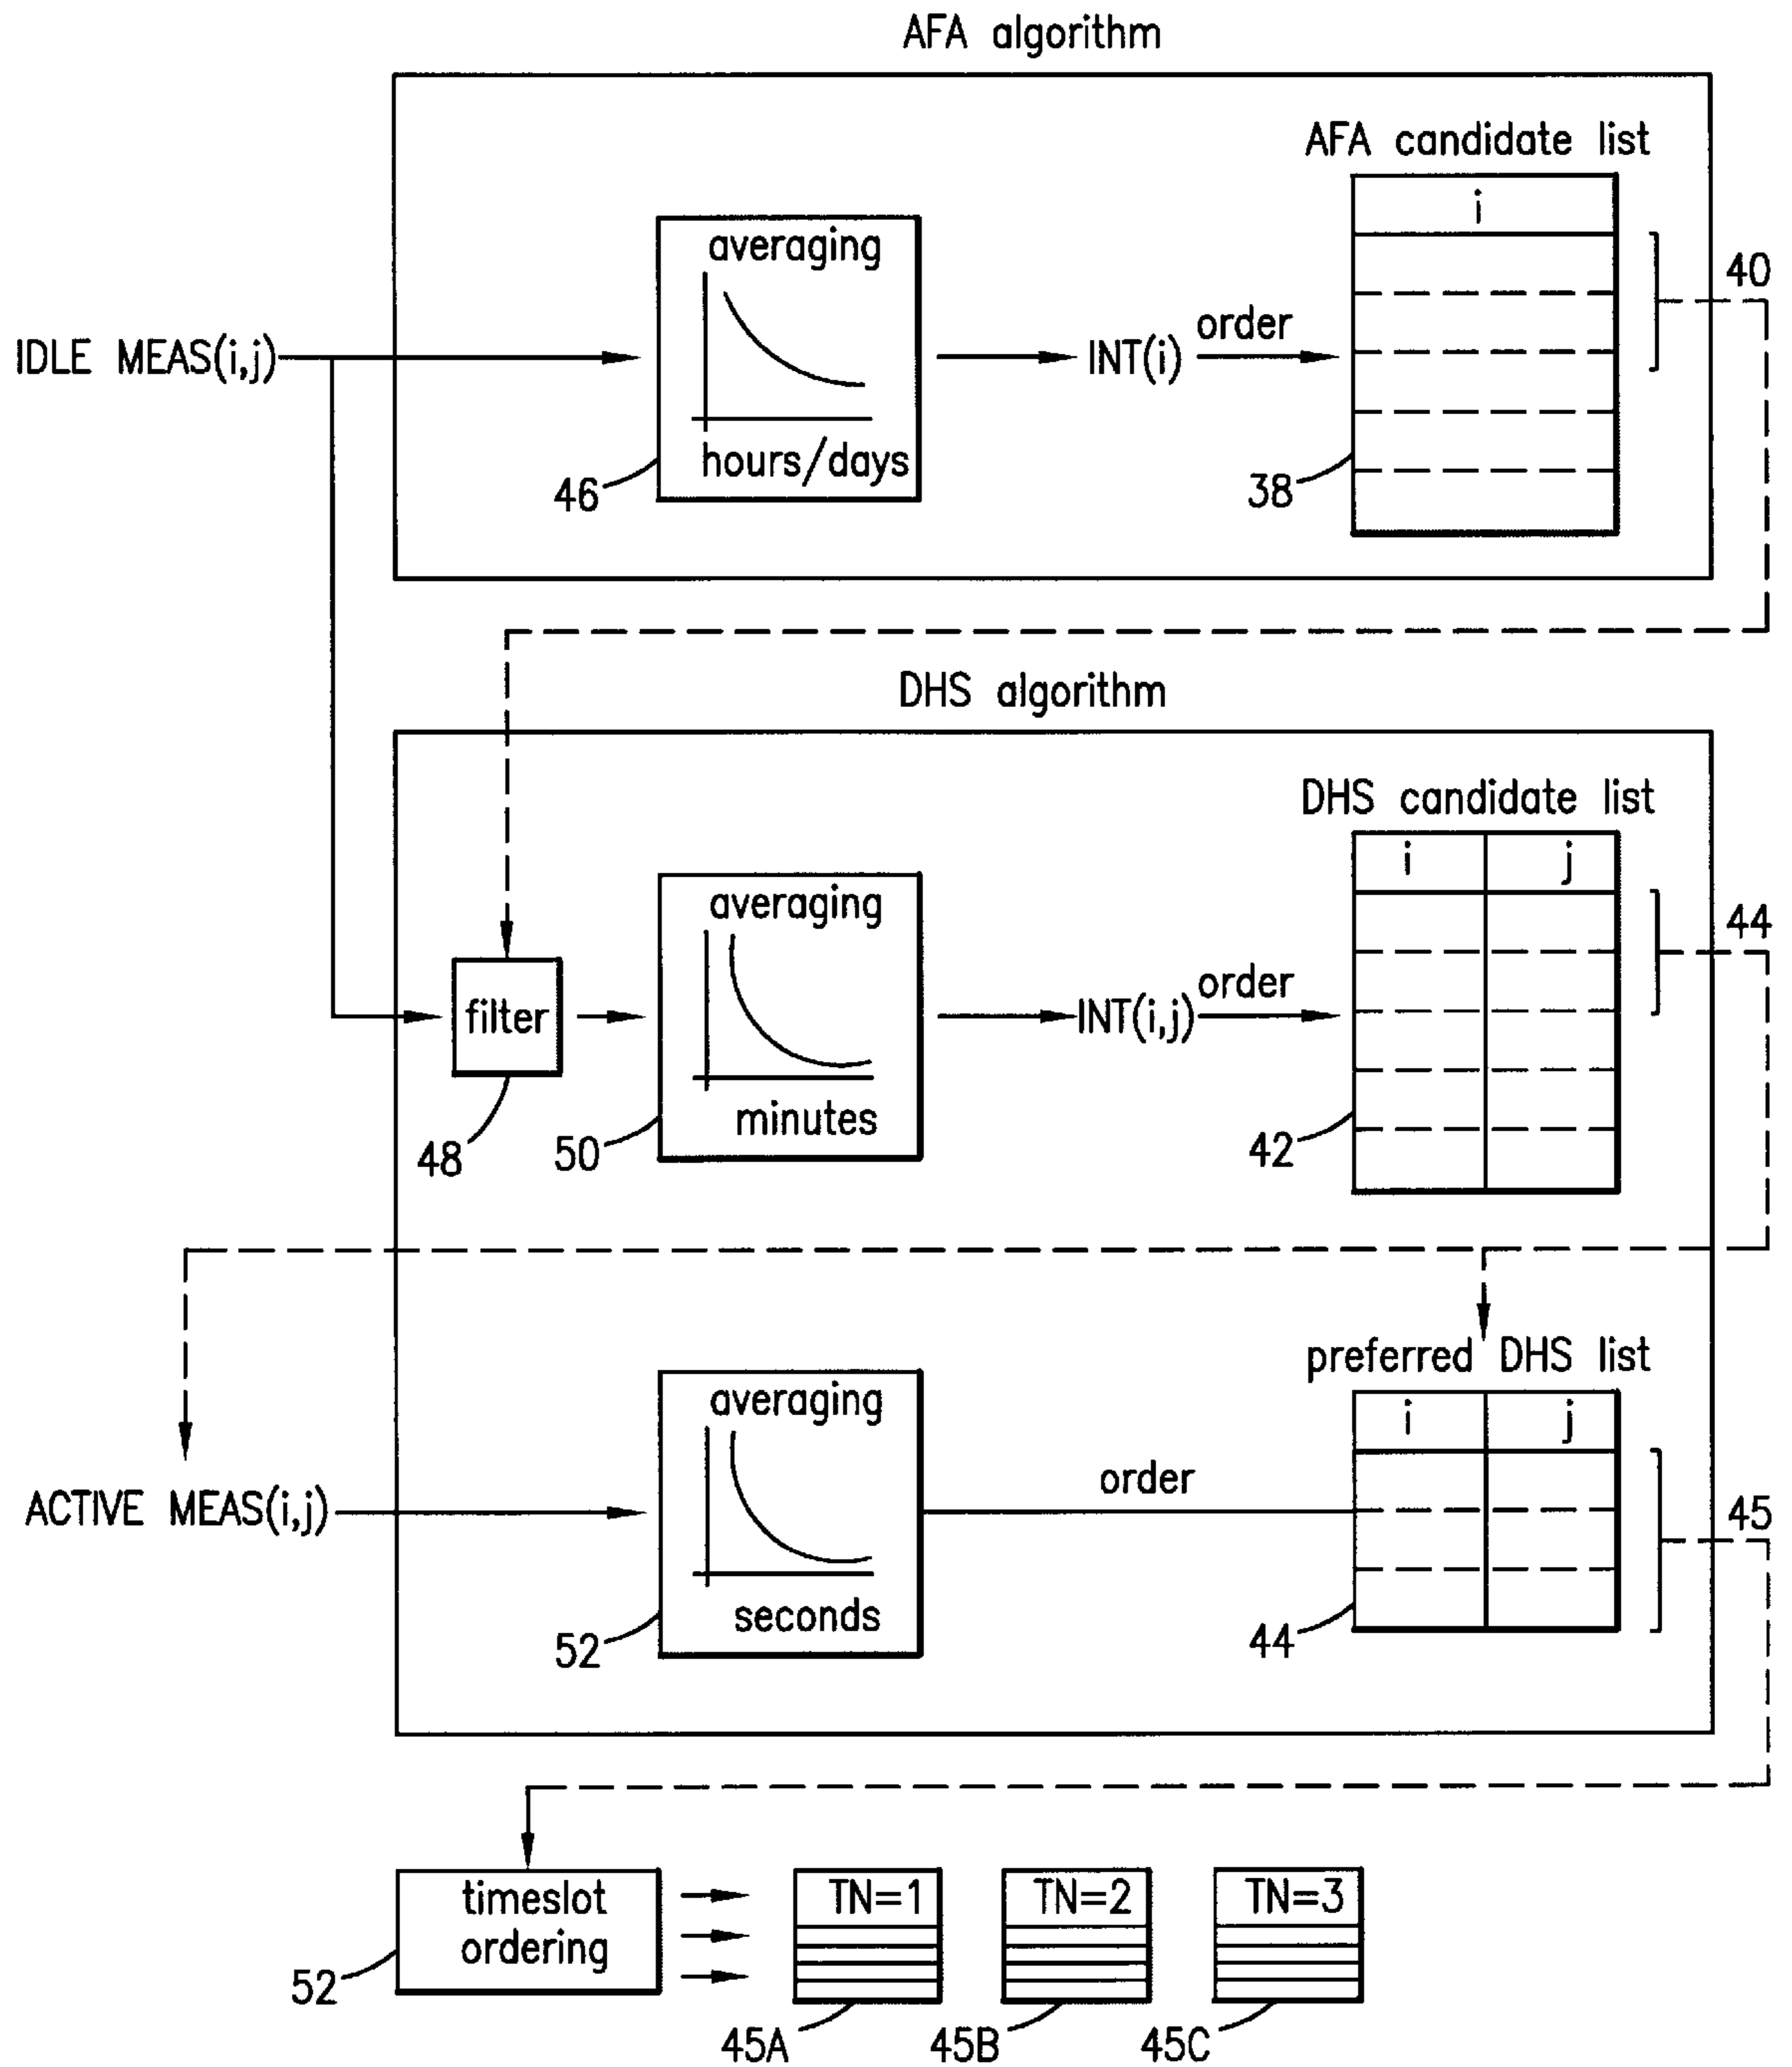 AFA algorithm
AFA candidate list
i
averaging
40
order
IDLE MEAS(i,j)
INT(i)
hours/days
46
38
DHS algorithm
DHS candidate list
i j
averaging
44
order
filter
INT(i,j)
minutes
48
50
42
preferred DHS list
averaging
i j
order
ACTIVE MEAS(i,j)
45
seconds
52
44
timeslot
ordering
TN=1
TN=2
TN=3
52
45A
45B
45C